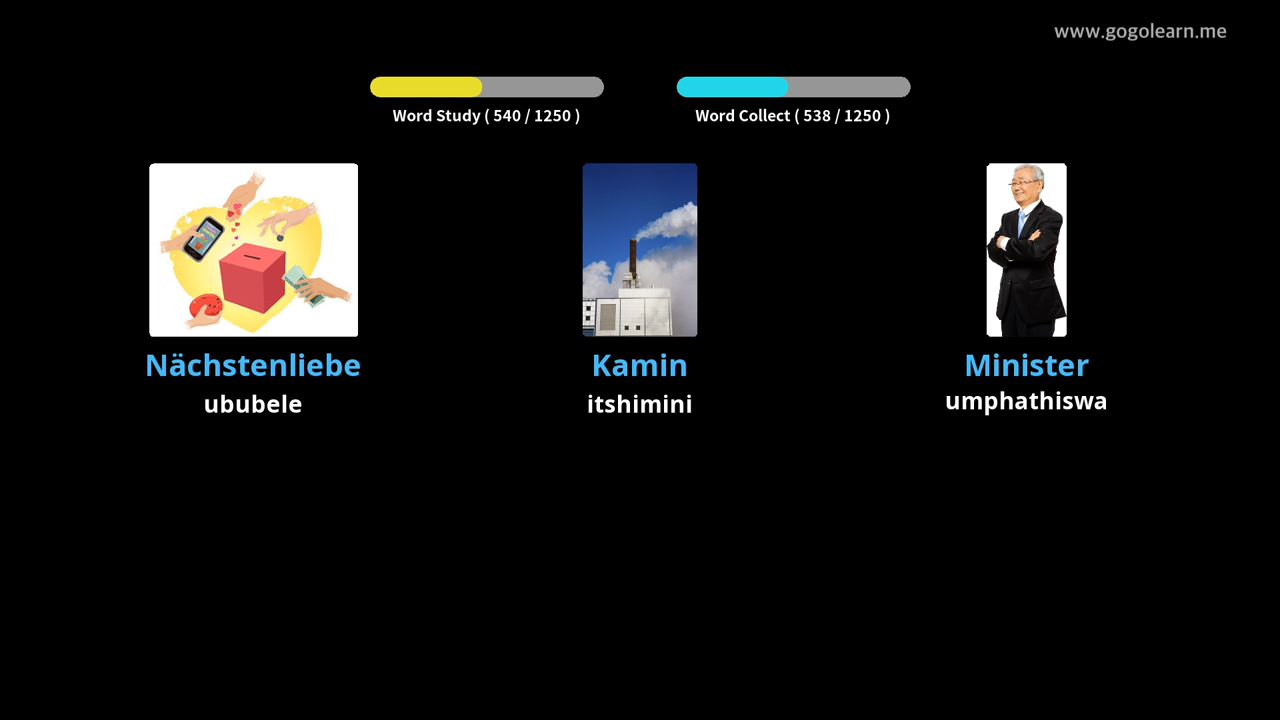 www.gogolearn.me
Word Study ( 540 / 1250 )
Word Collect ( 538 / 1250 )
Nächstenliebe
ububele
Kamin
itshimini
Minister
umphathiswa